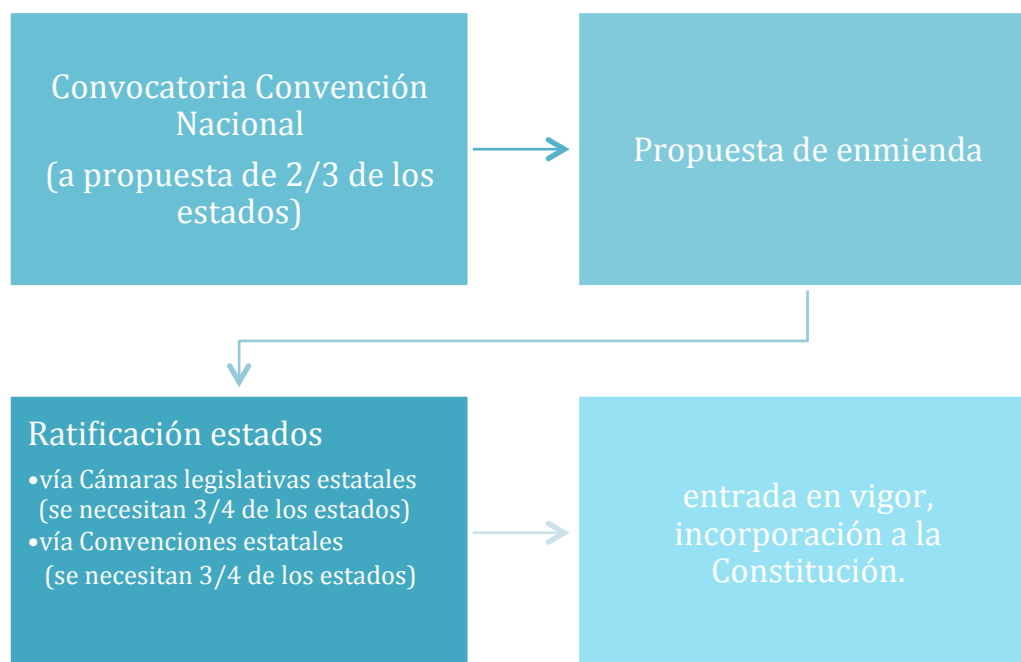 Convocatoria Convención
Nacional
(a propuesta de 2/3 de los
estados)
Propuesta de enmienda
Ratificación estados
•vía Cámaras legislativas estatales
(se necesitan 3/4 de los estados)
•vía Convenciones estatales
(se necesitan 3/4 de los estados)
entrada en vigor,
incorporación a la
Constitución.